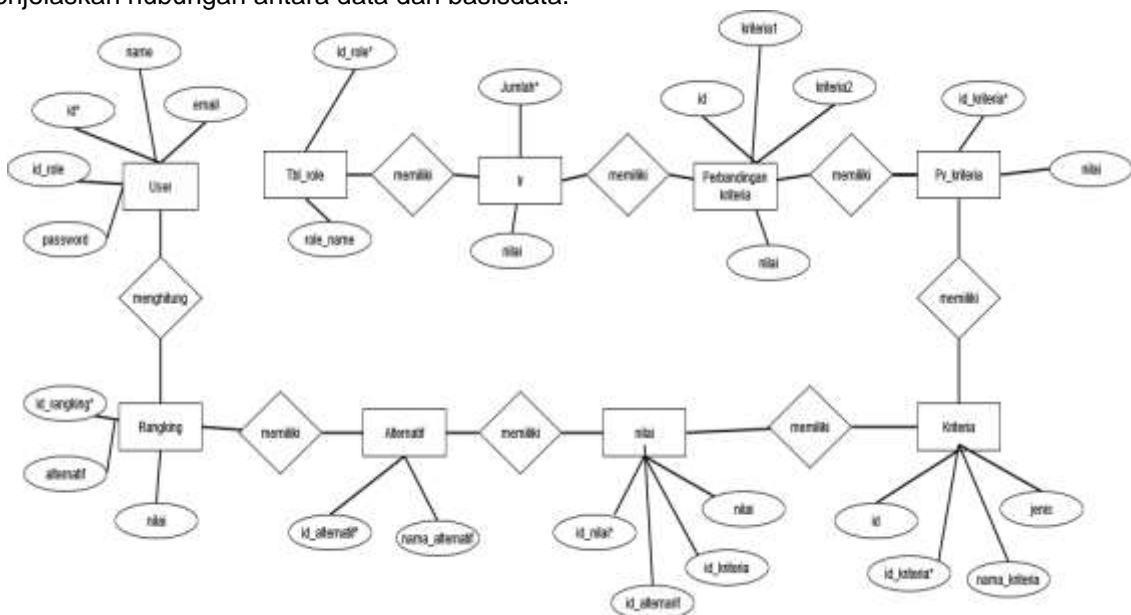 njelaskan hubungan antara data dan basisdata.
name
id_role*
kriteria1
id*
email
Jumlah*
id
kriteria2
id_kriteria*
id_role
User
Tbl_role
memiliki
Ir
memiliki
Perbandingan
kriteria
memiliki
Pv_kriteria
nilai
password
role_name
nilai
nilai
menghitung
memiliki
id_rangking*
Rangking
memiliki
Alternatif
memiliki
nilai
memiliki
Kriteria
alternatif
nilai
id_alternatif*
nama_alternatif
id_nilai*
nilai
id_kriteria
id_alternarif
id
jenis
id_kriteria*
nama_kriteria